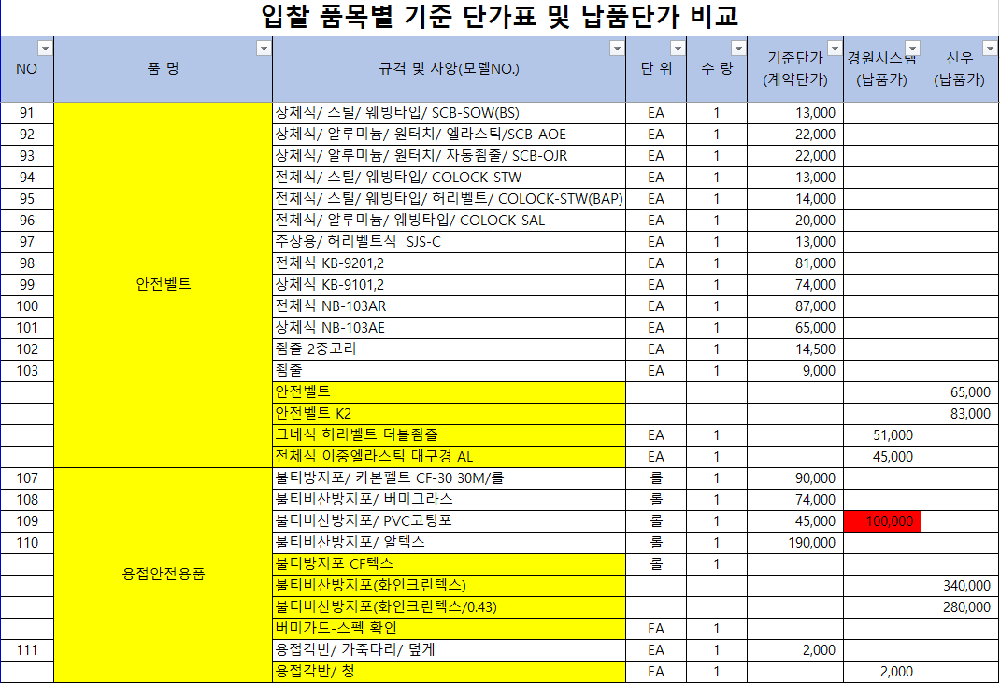 입찰 품목별 기준 단가표 및 납품단가 비교
NO 품 명 규격 및 사양(모델NO.) 단 위 수 량 기준단가 (계약단가) 경원시스템 (납품가) 신우 (납품가)
91 안전벨트 상체식/ 스틸/ 웨빙타입/ SCB-SOW(BS) EA 1 13,000
92 상체식/ 알루미늄/ 원터치/ 엘라스틱/SCB-AOE EA 1 22,000
93 상체식/ 알루미늄/ 원터치/ 자동죔줄/ SCB-OJR EA 1 22,000
94 전체식/ 스틸/ 웨빙타입/ COLOCK-STW EA 1 13,000
95 전체식/ 스틸/ 웨빙타입/ 허리벨트/ COLOCK-STW(BAP) EA 1 14,000
96 전체식/ 알루미늄/ 웨빙타입/ COLOCK-SAL EA 1 20,000
97 주상용/ 허리벨트식 SJS-C EA 1 13,000
98 전체식 KB-9201,2 EA 1 81,000
99 상체식 KB-9101,2 EA 1 74,000
100 전체식 NB-103AR EA 1 87,000
101 상체식 NB-103AE EA 1 65,000
102 죔줄 2중고리 EA 1 14,500
103 죔줄 EA 1 9,000
안전벨트 65,000
안전벨트 K2 83,000
그네식 허리벨트 더블죔즐 EA 1 51,000
전체식 이중엘라스틱 대구경 AL EA 1 45,000
107 용접안전용품 불티방지포/ 카본펠트 CF-30 30M/롤 롤 1 90,000
108 불티비산방지포/ 버미그라스 롤 1 74,000
109 불티비산방지포/ PVC코팅포 롤 1 45,000 100,000
110 불티비산방지포/ 알텍스 롤 1 190,000
불티방지포 CF텍스 롤 1
불티비산방지포(화인크린텍스) 340,000
불티비산방지포(화인크린텍스/0.43) 280,000
버미가드-스펙 확인 EA 1
111 용접각반/ 가죽다리/ 덮게 EA 1 2,000
용접각반/ 청 EA 1 2,000